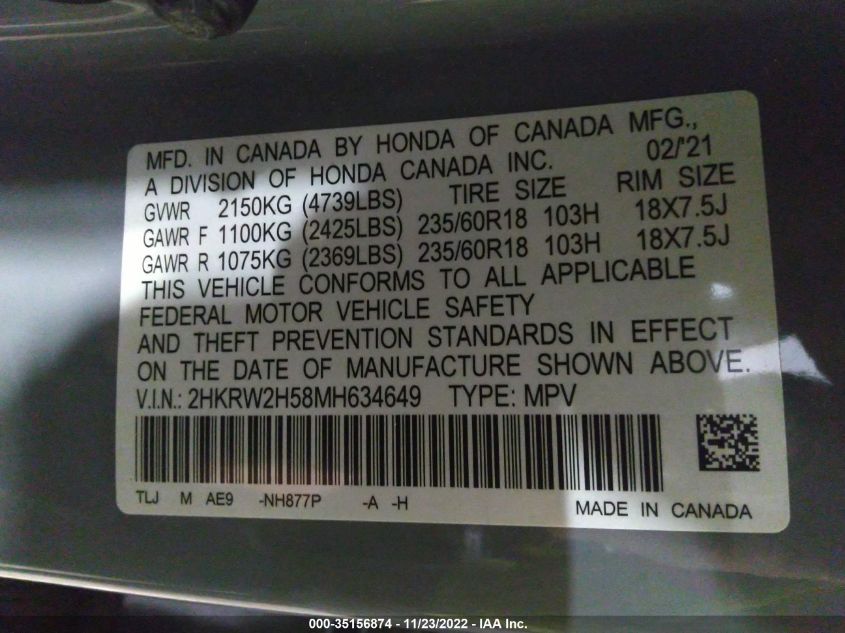 MFD. IN CANADA BY HONDA OF CANADA MFG.,
A DIVISION OF HONDA CANADA INC. 02/'21
GVWR 2150KG (4739LBS) TIRE SIZE RIM SIZE
GAWR F 1100KG (2425LBS) 235/60R18 103H 18X7.5J
GAWR R 1075KG (2369LBS) 235/60R18 103H 18X7.5J
THIS VEHICLE CONFORMS TO ALL APPLICABLE
FEDERAL MOTOR VEHICLE SAFETY
AND THEFT PREVENTION STANDARDS IN EFFECT
ON THE DATE OF MANUFACTURE SHOWN ABOVE.
V.I.N.: 2HKRW2H58MH634649 TYPE: MPV
TLJ M AE9 -NH877P -A -H MADE IN CANADA
000-35156874 - 11/23/2022 - IAA Inc.